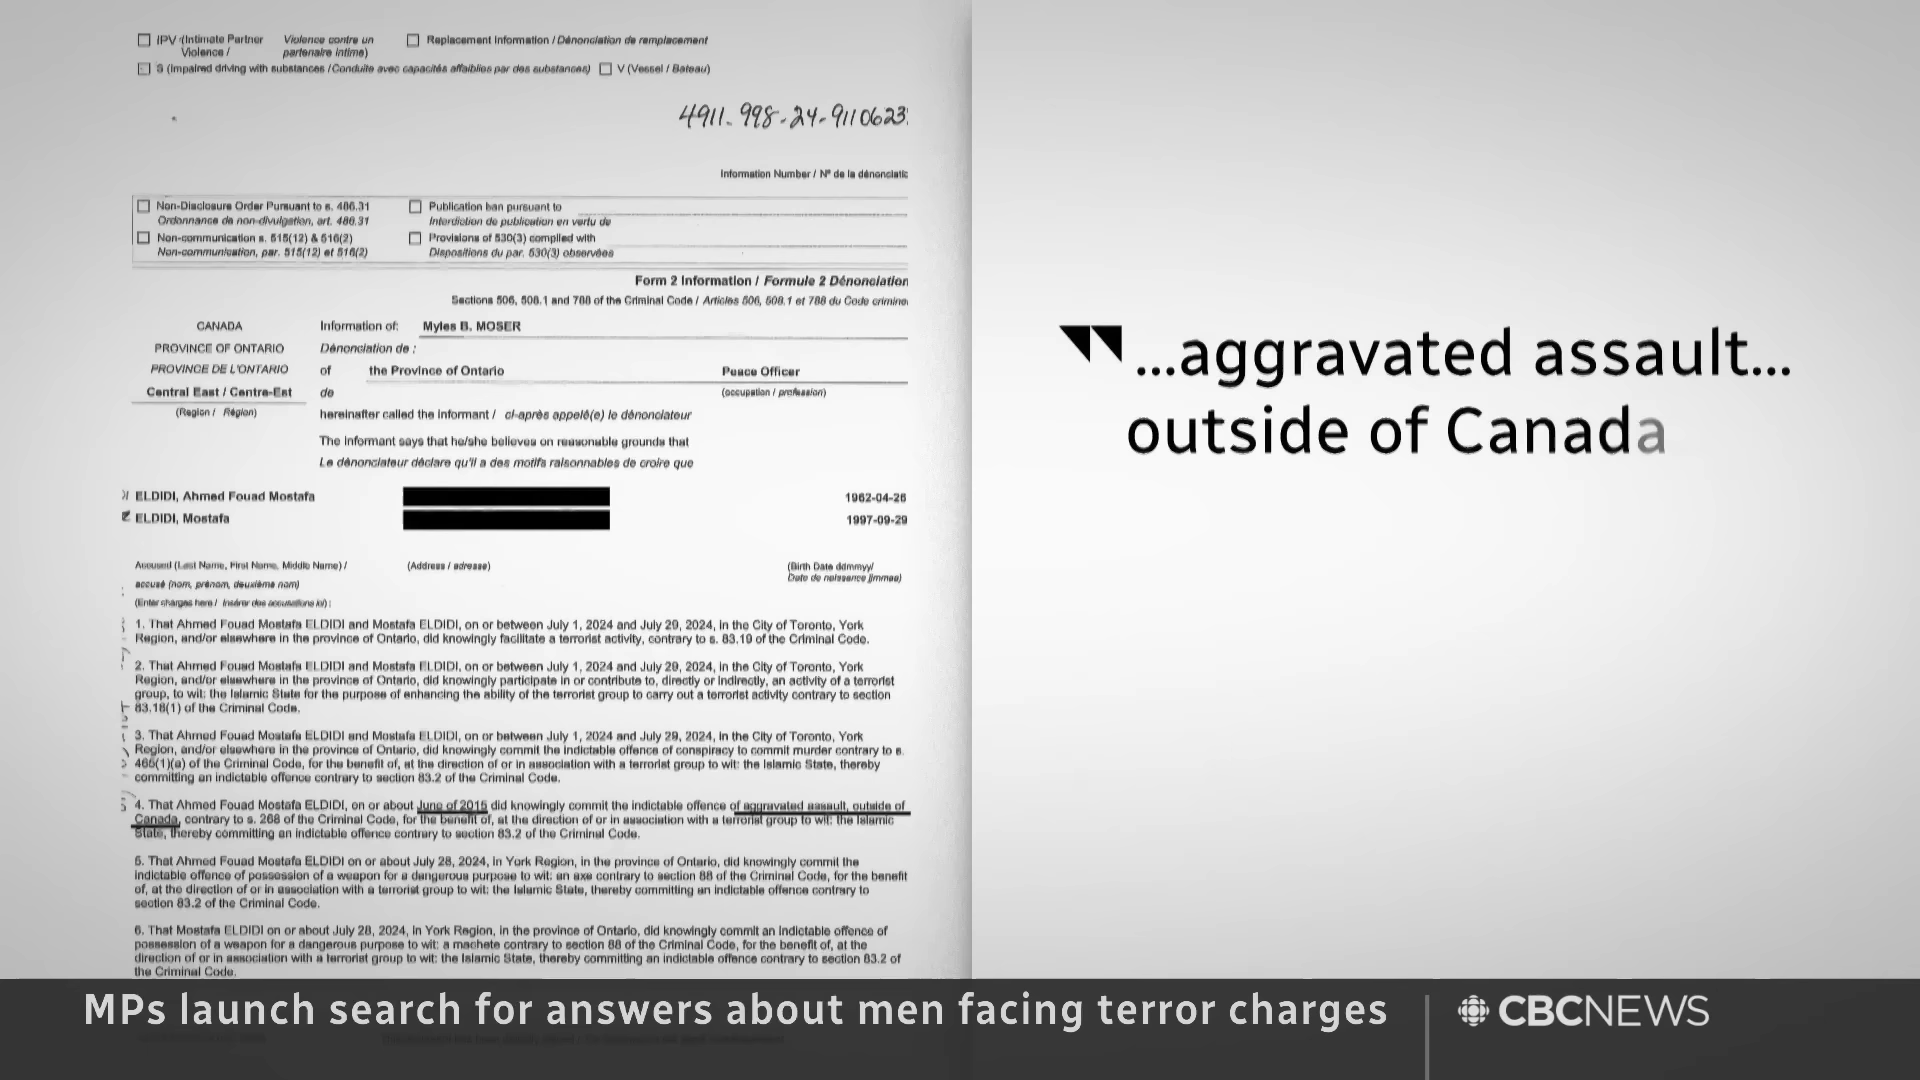 IPV (Intimate Partner Violence / Violence contre un partenaire intime)
Replacement Information / Dénonciation de remplacement
S (Impaired driving with substances / Conduite avec capacités affaiblies par des substances)
V (Vessel / Bateau)
4911-998-24-9110623
Information Number / Nº de la dénonciatio
Non-Disclosure Order Pursuant to s. 486.31
Ordonnance de non-divulgation, art. 486.31
Publication ban pursuant to
Interdiction de publication en vertu de
Non-communication s. 515(12) & 516(2)
Non-communication, par. 515(12) et 516(2)
Provisions of 530(3) complied with
Dispositions du par. 530(3) observées
Form 2 Information / Formule 2 Dénonciation
Sections 506, 508.1 and 788 of the Criminal Code / Articles 506, 508.1 et 788 du Code crimine
CANADA
PROVINCE OF ONTARIO
PROVINCE DE L'ONTARIO
Central East / Centre-Est
(Region / Région)
Information of: Myles B. MOSER
Dénonciation de :
of the Province of Ontario Peace Officer
de (occupation / profession)
hereinafter called the informant / ci-après appelé(e) le dénonciateur
The informant says that he/she believes on reasonable grounds that
Le dénonciateur déclare qu'il a des motifs raisonnables de croire que
ELDIDI, Ahmed Fouad Mostafa 1962-04-26
ELDIDI, Mostafa 1997-09-29
Accused (Last Name, First Name, Middle Name) / (Address / adresse) (Birth Date ddmmyy/
accusé (nom, prénom, deuxième nom) Date de naissance jjmmaa)
(Enter charges here / Insérer des accusations ici) :
1. That Ahmed Fouad Mostafa ELDIDI and Mostafa ELDIDI, on or between July 1, 2024 and July 29, 2024, in the City of Toronto, York
Region, and/or elsewhere in the province of Ontario, did knowingly facilitate a terrorist activity, contrary to s. 83.19 of the Criminal Code.
2. That Ahmed Fouad Mostafa ELDIDI and Mostafa ELDIDI, on or between July 1, 2024 and July 29, 2024, in the City of Toronto, York
Region, and/or elsewhere in the province of Ontario, did knowingly participate in or contribute to, directly or indirectly, an activity of a terrorist
group, to wit: the Islamic State for the purpose of enhancing the ability of the terrorist group to carry out a terrorist activity contrary to section
83.18(1) of the Criminal Code.
3. That Ahmed Fouad Mostafa ELDIDI and Mostafa ELDIDI, on or between July 1, 2024 and July 29, 2024, in the City of Toronto, York
Region, and/or elsewhere in the province of Ontario, did knowingly commit the indictable offence of conspiracy to commit murder contrary to s.
465(1)(a) of the Criminal Code, for the benefit of, at the direction of or in association with a terrorist group to wit: the Islamic State, thereby
committing an indictable offence contrary to section 83.2 of the Criminal Code.
4. That Ahmed Fouad Mostafa ELDIDI, on or about June of 2015 did knowingly commit the indictable offence of aggravated assault, outside of
Canada, contrary to s. 268 of the Criminal Code, for the benefit of, at the direction of or in association with a terrorist group to wit: the Islamic
State, thereby committing an indictable offence contrary to section 83.2 of the Criminal Code.
5. That Ahmed Fouad Mostafa ELDIDI on or about July 28, 2024, in York Region, in the province of Ontario, did knowingly commit the
indictable offence of possession of a weapon for a dangerous purpose to wit: an axe contrary to section 88 of the Criminal Code, for the benefit
of, at the direction of or in association with a terrorist group to wit: the Islamic State, thereby committing an indictable offence contrary to
section 83.2 of the Criminal Code.
6. That Mostafa ELDIDI on or about July 28, 2024, in York Region, in the province of Ontario, did knowingly commit an indictable offence of
possession of a weapon for a dangerous purpose to wit: a machete contrary to section 88 of the Criminal Code, for the benefit of, at the
direction of or in association with a terrorist group to wit: the Islamic State, thereby committing an indictable offence contrary to section 83.2 of
the Criminal Code.
...aggravated assault...
outside of Canada
MPs launch search for answers about men facing terror charges
CBCNEWS